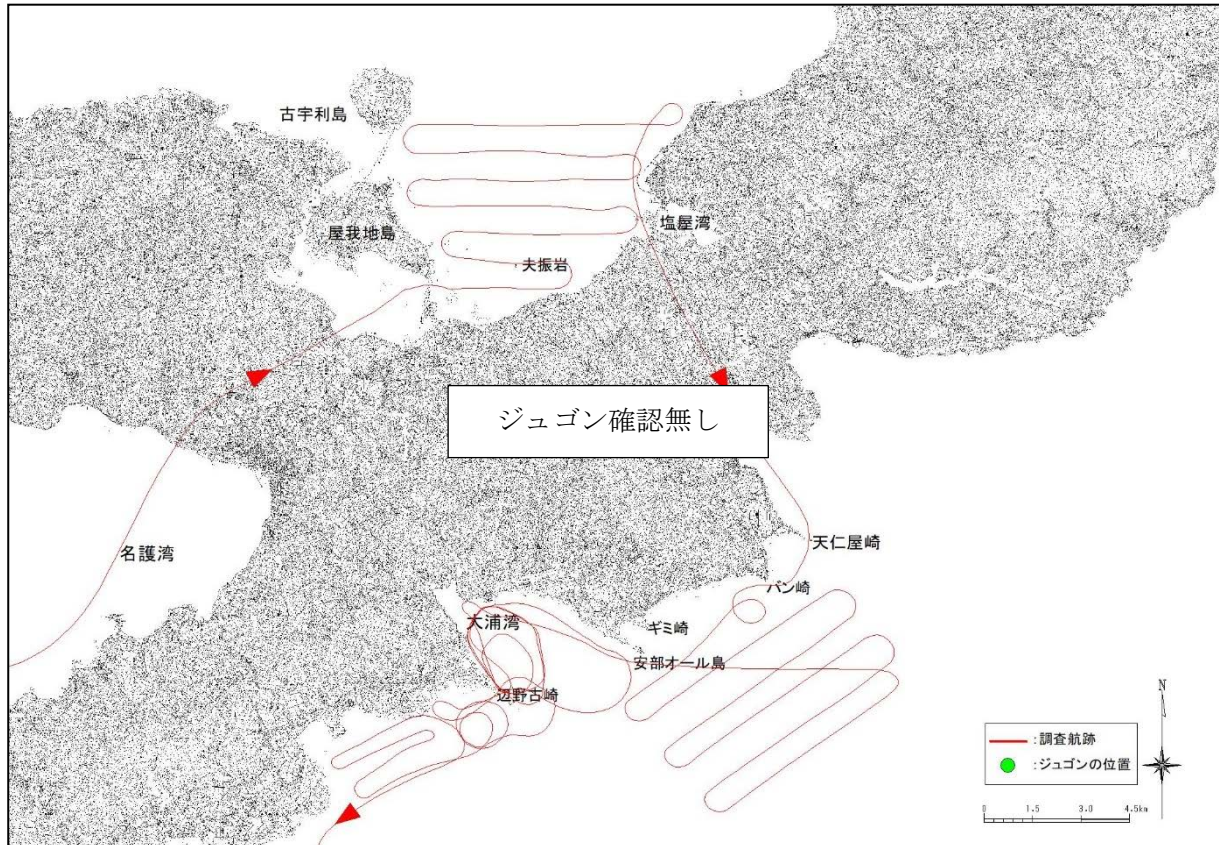 古宇利島
屋我地島
塩屋湾
夫振岩
ジュゴン確認無し
名護湾
天仁屋崎
バン崎
大浦湾
ギミ崎
安部オール島
辺野古崎
N
:調査航跡
:ジュゴンの位置
0 1.5 3.0 4.5km